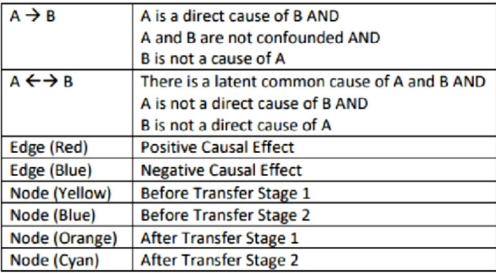 A → B A is a direct cause of B AND
A and B are not confounded AND
B is not a cause of A
A ←→ B There is a latent common cause of A and B AND
A is not a direct cause of B AND
B is not a direct cause of A
Edge (Red) Positive Causal Effect
Edge (Blue) Negative Causal Effect
Node (Yellow) Before Transfer Stage 1
Node (Blue) Before Transfer Stage 2
Node (Orange) After Transfer Stage 1
Node (Cyan) After Transfer Stage 2